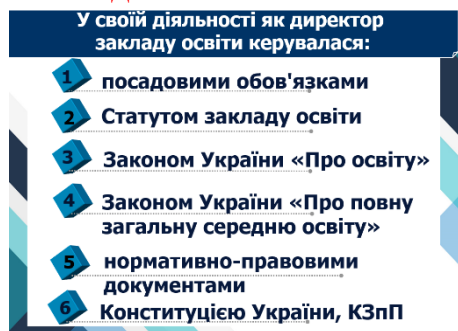 У своїй діяльності як директор
закладу освіти керувалася:
1 посадовими обов'язками
2 Статутом закладу освіти
3 Законом України «Про освіту»
4 Законом України «Про повну
загальну середню освіту»
5 нормативно-правовими
документами
6 Конституцією України, КЗпП